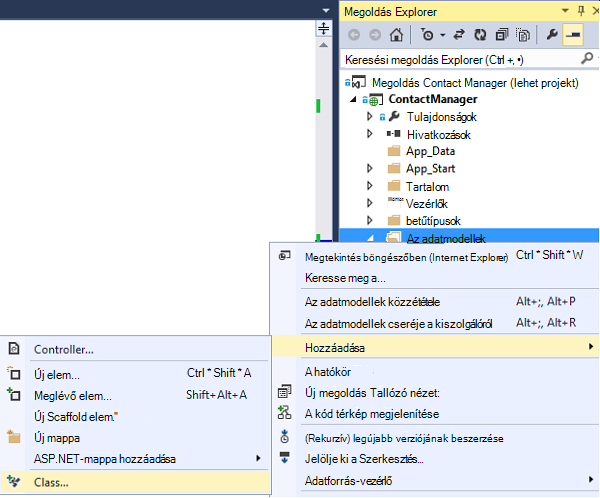 Megoldás Explorer
Keresési megoldás Explorer (Ctrl +, •)
Megoldás Contact Manager (lehet projekt)
ContactManager
Tulajdonságok
Hivatkozások
App_Data
App_Start
Tartalom
Vezérlők
betűtípusok
Az adatmodellek
Megtekintés böngészőben (Internet Explorer) Ctrl * Shift * W
Keresse meg a...
Az adatmodellek közzététele Alt+;, Alt+P
Az adatmodellek cseréje a kiszolgálóról Alt+;, Alt+R
Hozzáadása
A hatókör
Új megoldás Tallózó nézet:
A kód térkép megjelenítése
(Rekurzív) legújabb verziójának beszerzése
Jelölje ki a Szerkesztés...
Adatforrás-vezérlő
Controller...
Új elem... Ctrl * Shift * A
Meglévő elem... Shift+Alt+A
Új Scaffold elem."
Új mappa
ASP.NET-mappa hozzáadása
Class...